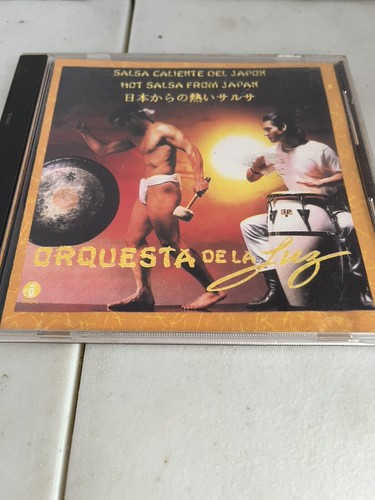 SALSA CALIENTE DEL JAPON
HOT SALSA FROM JAPAN
日本からの熱いサルサ
ORQUESTA DE LA Luz